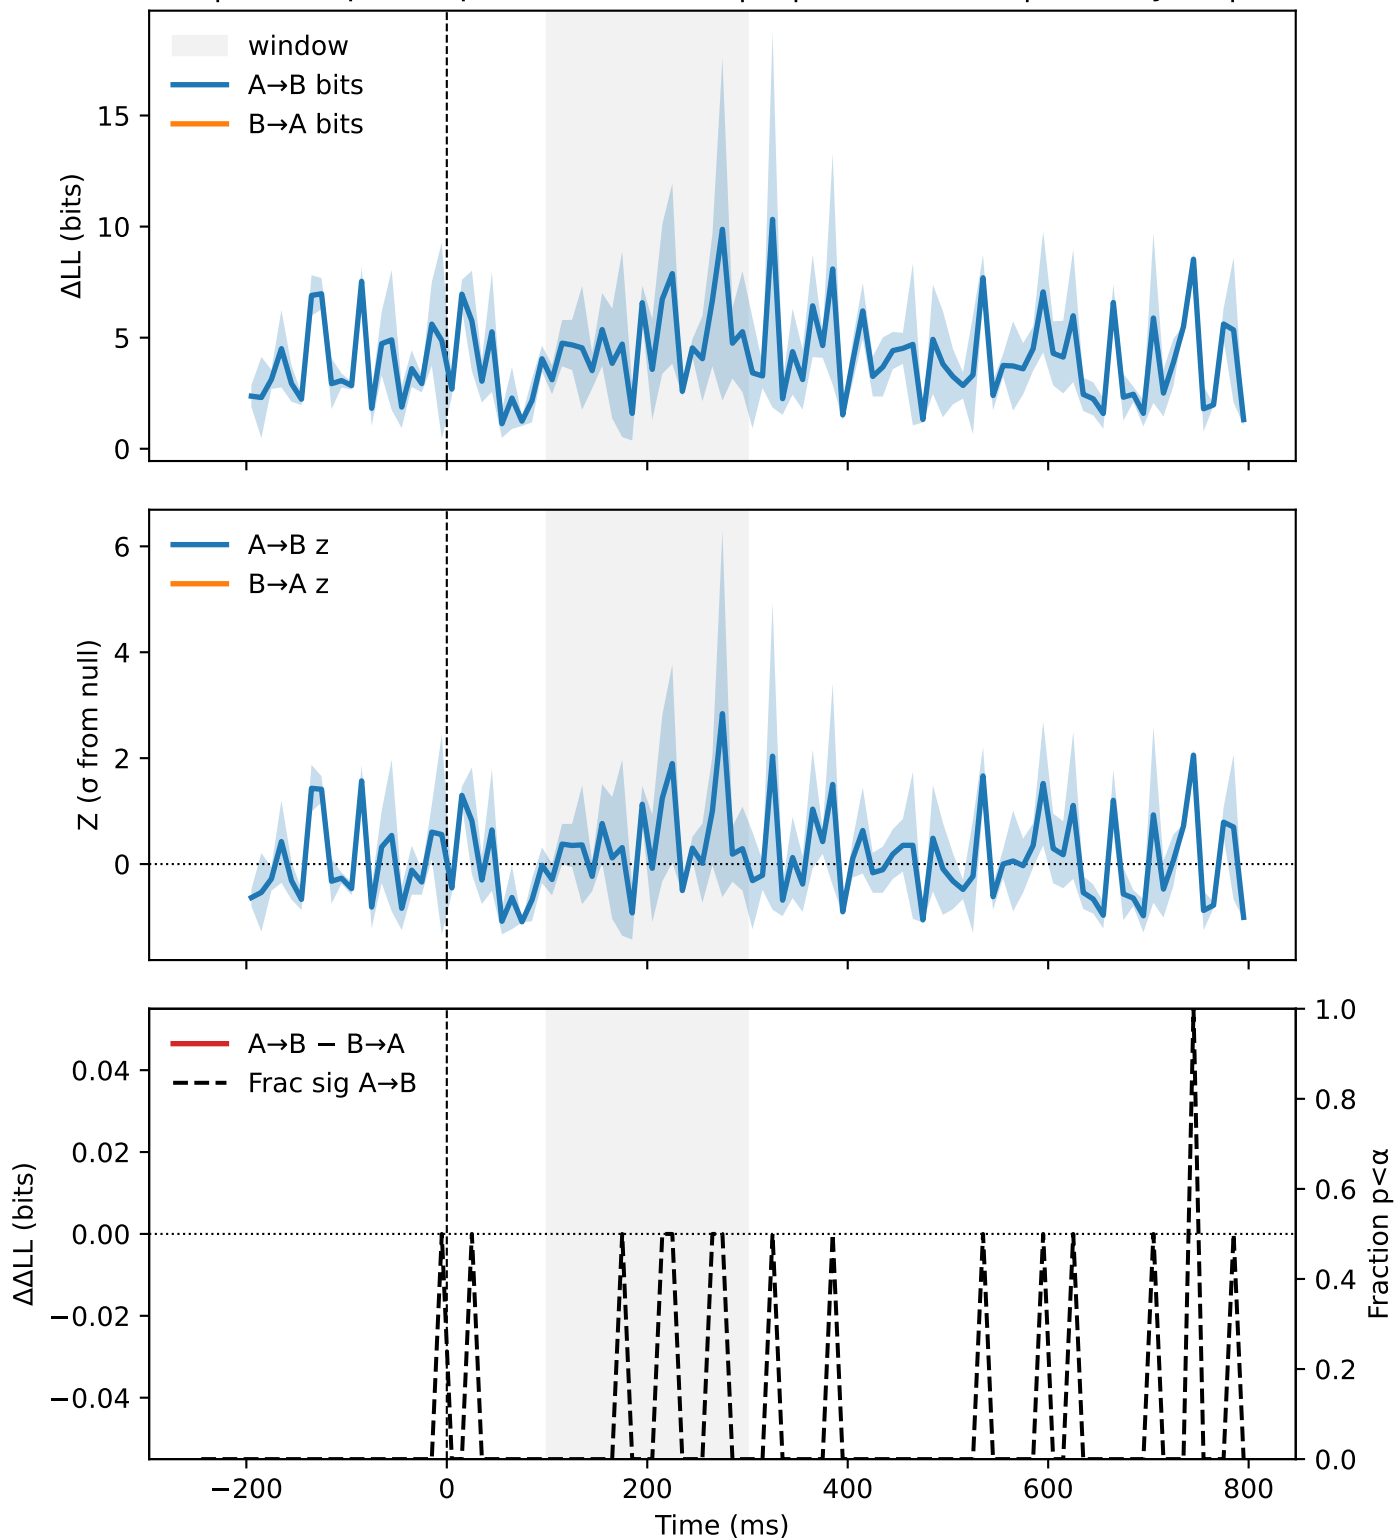 window
A→B bits
B→A bits
15
10
5
0
ΔLL (bits)
A→B z
B→A z
6
4
2
0
Z (σ from null)
A→B − B→A
Frac sig A→B
0.04
0.02
0.00
−0.02
−0.04
ΔΔLL (bits)
1.0
0.8
0.6
0.4
0.2
0.0
Fraction p<α
−200 0 200 400 600 800
Time (ms)